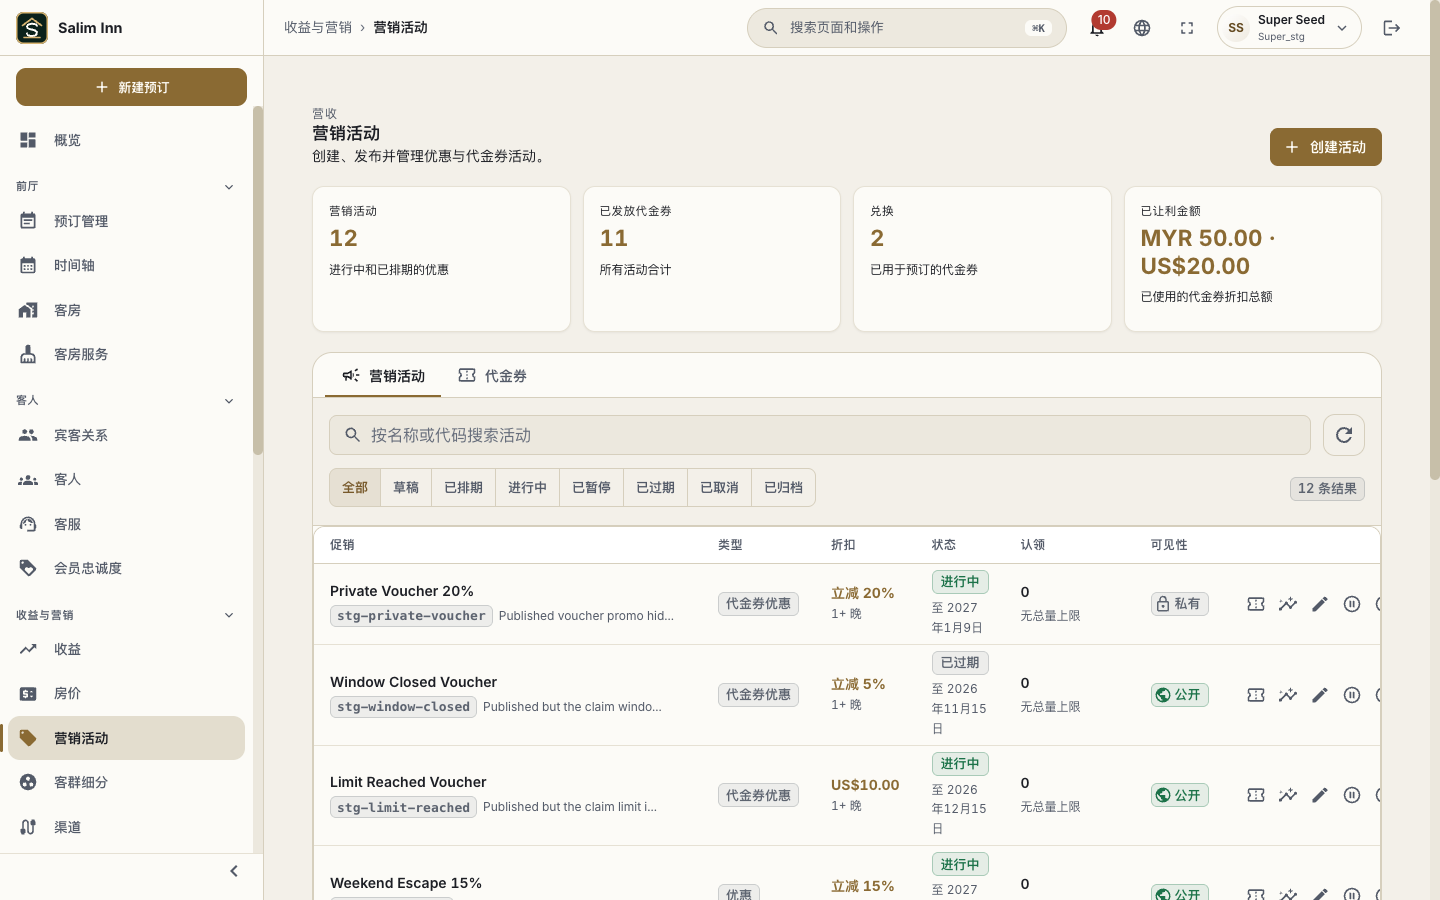 Salim Inn
收益与营销 › 营销活动
搜索页面和操作
⌘K
10
SS
Super Seed
Super_stg
新建预订
概览
前厅
预订管理
时间轴
客房
客房服务
客人
宾客关系
客人
客服
会员忠诚度
收益与营销
收益
房价
营销活动
客群细分
渠道
营收
营销活动
创建、发布并管理优惠与代金券活动。
创建活动
营销活动
12
进行中和已排期的优惠
已发放代金券
11
所有活动合计
兑换
2
已用于预订的代金券
已让利金额
MYR 50.00 ·
US$20.00
已使用的代金券折扣总额
营销活动 代金券
按名称或代码搜索活动
全部 草稿 已排期 进行中 已暂停 已过期 已取消 已归档
12 条结果
促销 类型 折扣 状态 认领 可见性
Private Voucher 20%
stg-private-voucher Published voucher promo hid...
代金券优惠
立减 20%
1+ 晚
进行中
至 2027
年1月9日
0
无总量上限
私有
Window Closed Voucher
stg-window-closed Published but the claim windo...
代金券优惠
立减 5%
1+ 晚
已过期
至 2026
年11月15
日
0
无总量上限
公开
Limit Reached Voucher
stg-limit-reached Published but the claim limit i...
代金券优惠
US$10.00
1+ 晚
进行中
至 2026
年12月15
日
0
无总量上限
公开
Weekend Escape 15%
优惠
立减 15%
进行中
至 2027
0
公开